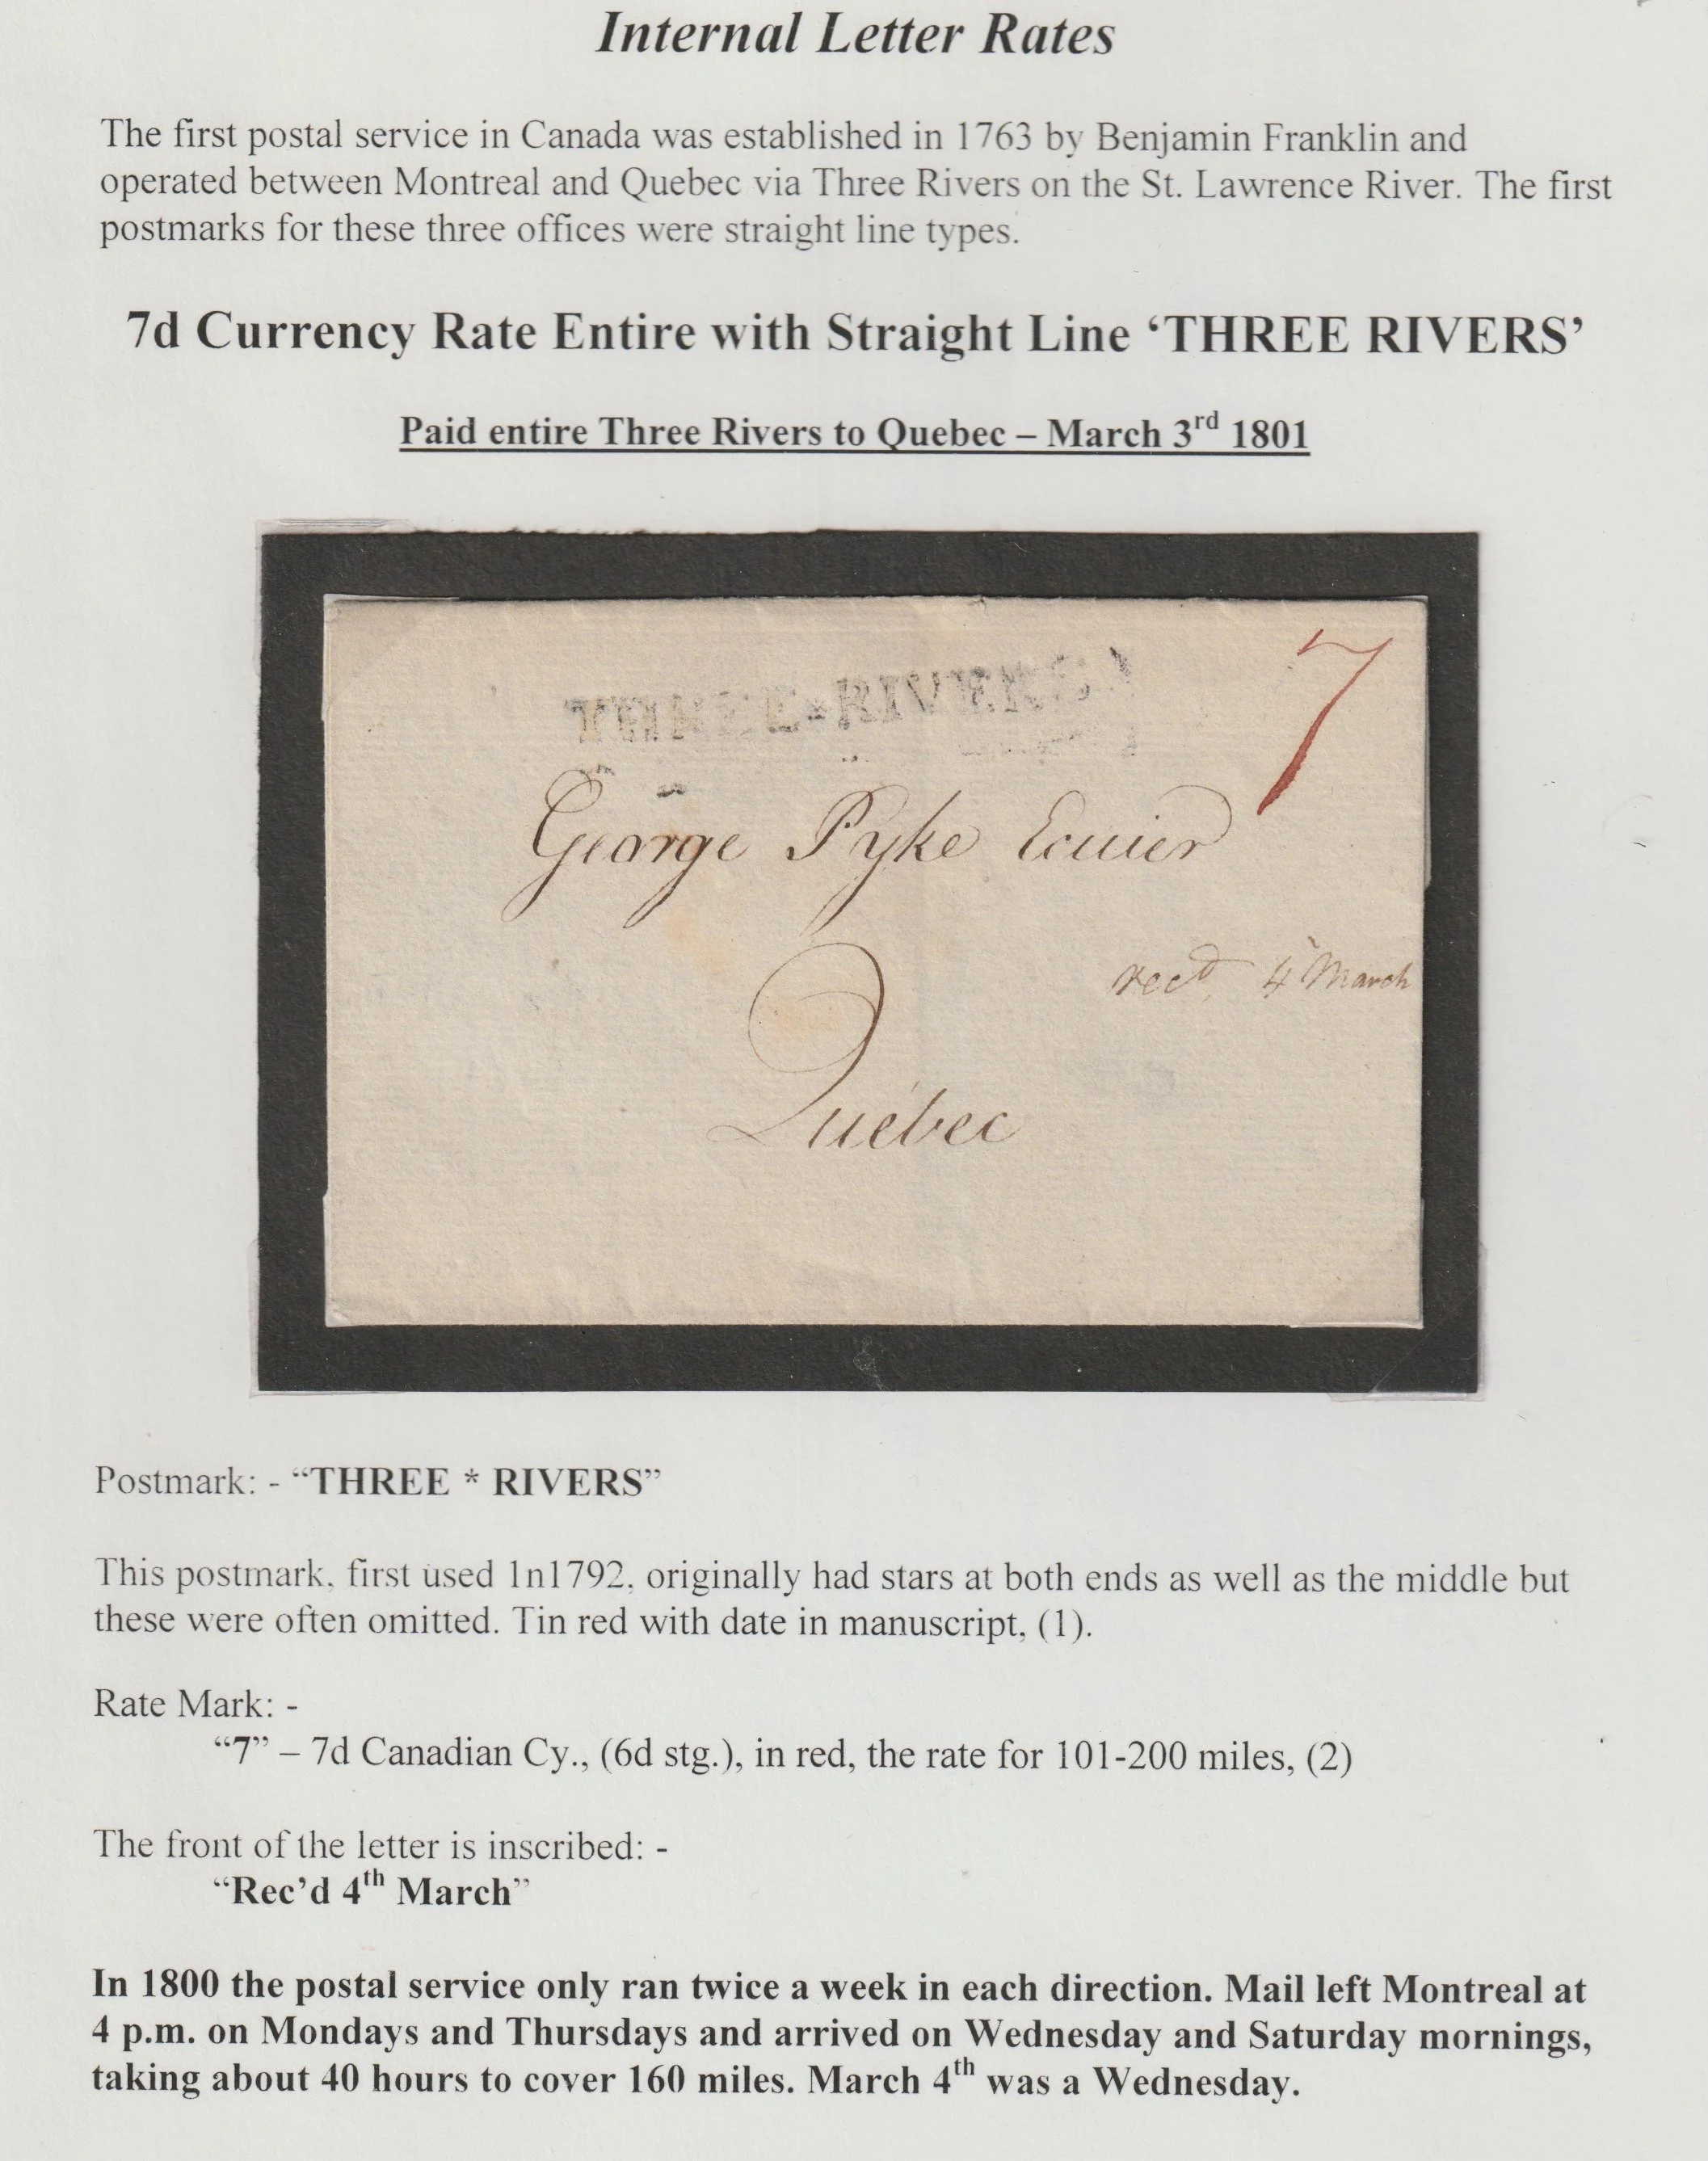 Internal Letter Rates
The first postal service in Canada was established in 1763 by Benjamin Franklin and
operated between Montreal and Quebec via Three Rivers on the St. Lawrence River. The first
postmarks for these three offices were straight line types.
7d Currency Rate Entire with Straight Line ‘THREE RIVERS’
Paid entire Three Rivers to Quebec – March 3rd 1801
7
THREE*RIVERS
George Pyke Ecuier
recd 4 March
Québec
Postmark: - “THREE * RIVERS”
This postmark, first used 1n1792, originally had stars at both ends as well as the middle but
these were often omitted. Tin red with date in manuscript, (1).
Rate Mark: -
“7” – 7d Canadian Cy., (6d stg.), in red, the rate for 101-200 miles, (2)
The front of the letter is inscribed: -
“Rec’d 4th March”
In 1800 the postal service only ran twice a week in each direction. Mail left Montreal at
4 p.m. on Mondays and Thursdays and arrived on Wednesday and Saturday mornings,
taking about 40 hours to cover 160 miles. March 4th was a Wednesday.